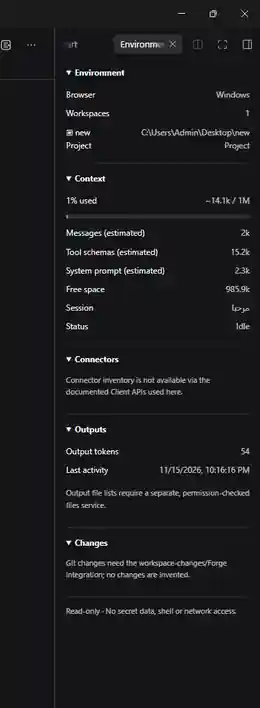 Environme
▼ Environment
Browser Windows
Workspaces 1
new C:\Users\Admin\Desktop\new
Project Project
▼ Context
1% used ~14.1k / 1M
Messages (estimated) 2k
Tool schemas (estimated) 15.2k
System prompt (estimated) 2.3k
Free space 985.9k
Session مرحبا
Status Idle
▼ Connectors
Connector inventory is not available via the
documented Client APIs used here.
▼ Outputs
Output tokens 54
Last activity 11/15/2026, 10:16:16 PM
Output file lists require a separate, permission-checked
files service.
▼ Changes
Git changes need the workspace-changes/Forge
integration; no changes are invented.
Read-only - No secret data, shell or network access.